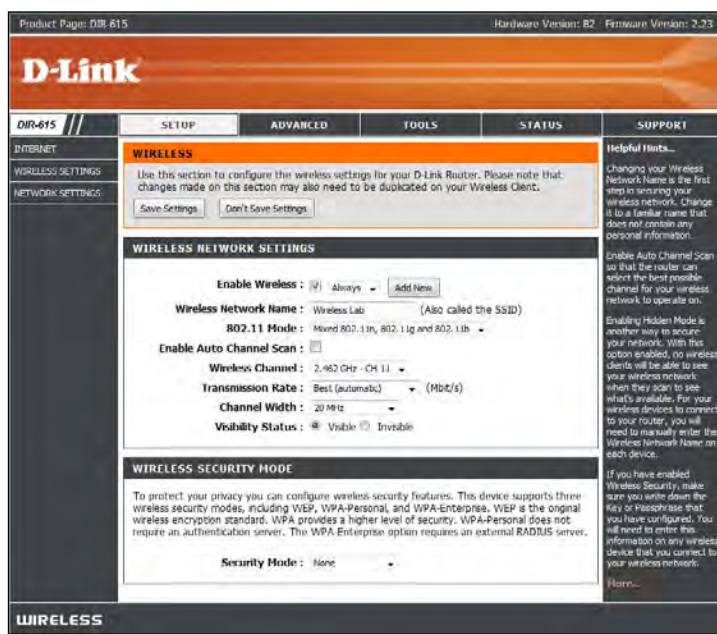 Product Page: DIR-615
Hardware Version: B2 Firmware Version: 2.23
D-Link
DIR-615
SETUP
ADVANCED
TOOLS
STATUS
SUPPORT
INTERNET
WIRELESS SETTINGS
NETWORK SETTINGS
WIRELESS
Use this section to configure the wireless settings for your D-Link Router. Please note that
changes made on this section may also need to be duplicated on your Wireless Client.
Save Settings
Don't Save Settings
WIRELESS NETWORK SETTINGS
Enable Wireless : Always Add New
Wireless Network Name : Wireless Lab (Also called the SSID)
802.11 Mode : Mixed 802.11n, 802.11g and 802.11b
Enable Auto Channel Scan :
Wireless Channel : 2.462 GHz - CH 11
Transmission Rate : Best (automatic) (Mbit/s)
Channel Width : 20 MHz
Visibility Status : Visible Invisible
WIRELESS SECURITY MODE
To protect your privacy you can configure wireless security features. This device supports three
wireless security modes, including WEP, WPA-Personal, and WPA-Enterprise. WEP is the original
wireless encryption standard. WPA provides a higher level of security. WPA-Personal does not
require an authentication server. The WPA-Enterprise option requires an external RADIUS server.
Security Mode : None
Helpful Hints...
Changing your Wireless
Network Name is the first
step in securing your
wireless network. Change
it to a familiar name that
does not contain any
personal information.
Enable Auto Channel Scan
so that the router can
select the best possible
channel for your wireless
network to operate on.
Enabling Hidden Mode is
another way to secure
your network. With this
option enabled, no wireless
clients will be able to see
your wireless network
when they scan to see
what's available. For your
wireless devices to connect
to your router, you will
need to manually enter the
Wireless Network Name on
each device.
If you have enabled
Wireless Security, make
sure you write down the
Key or Passphrase that
you have configured. You
will need to enter this
information on any wireless
device that you connect to
your wireless network.
More...
WIRELESS